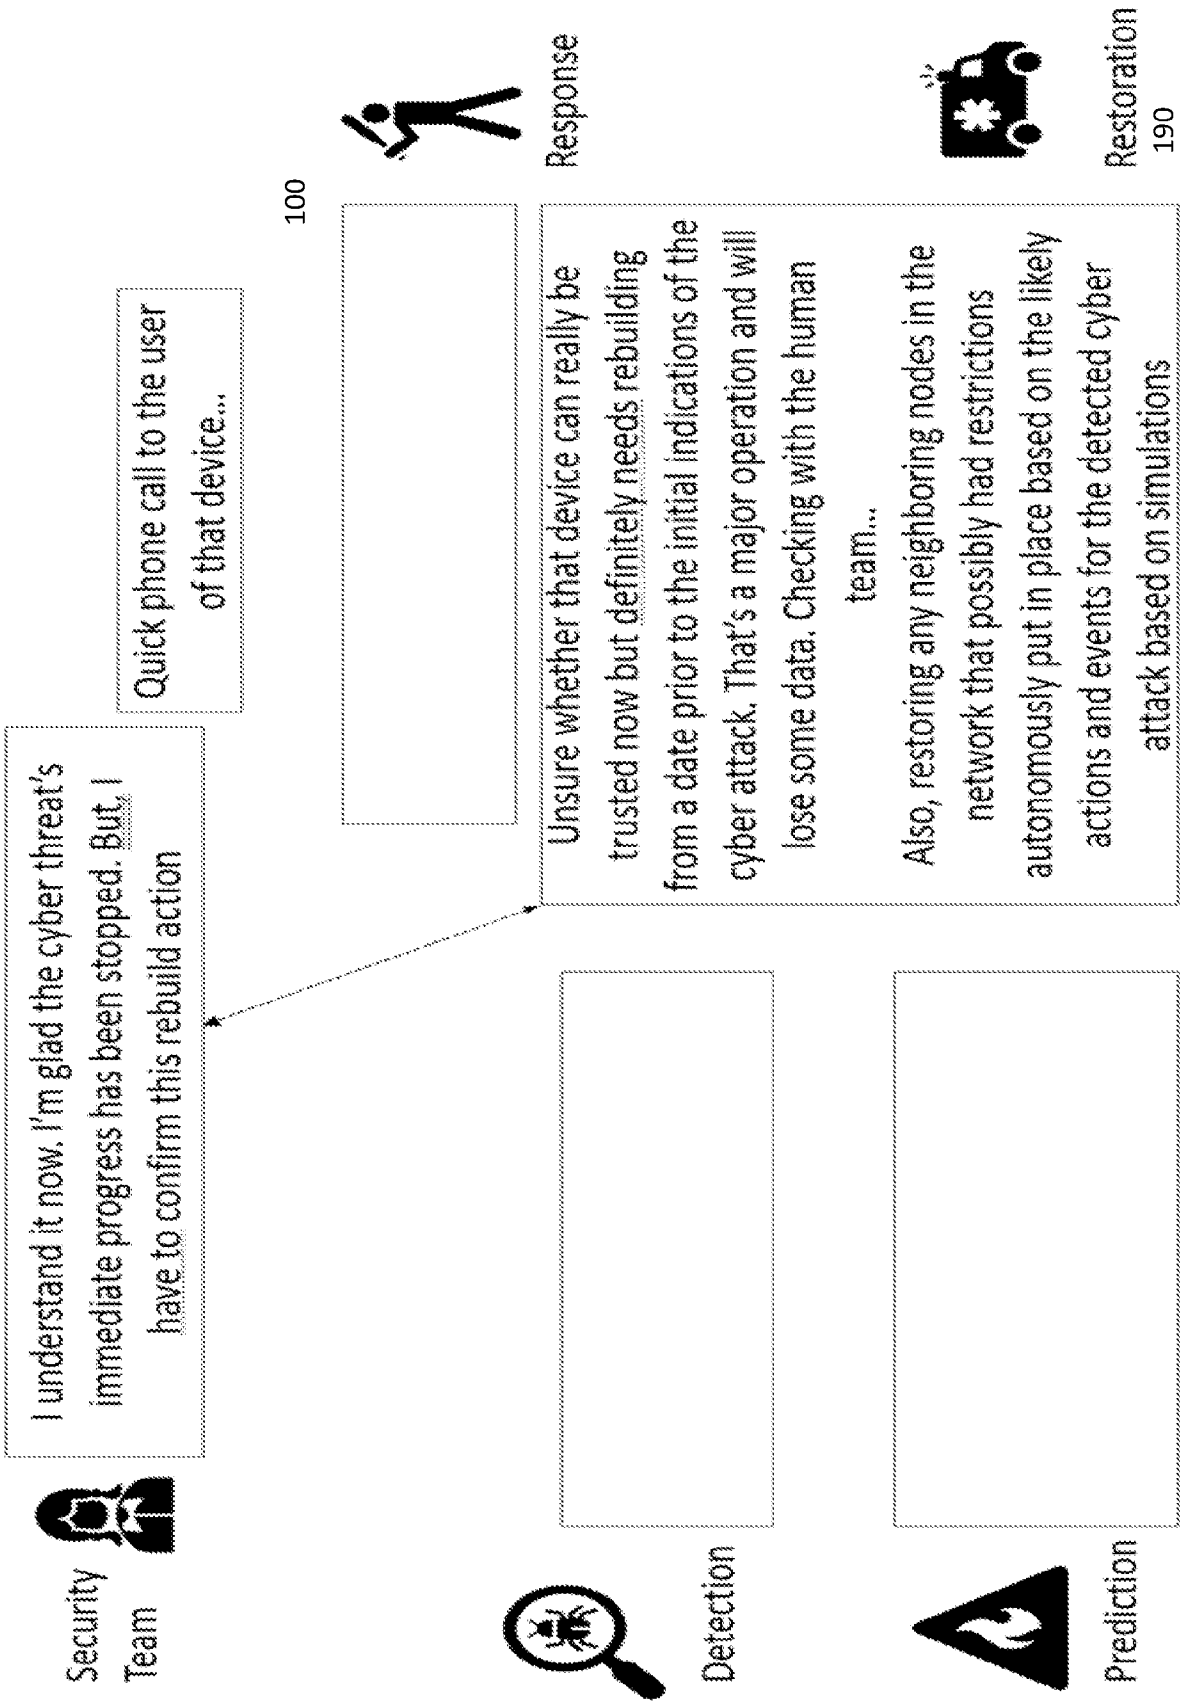 Security
Team
I understand it now. I'm glad the cyber threat's
immediate progress has been stopped. But, I
have to confirm this rebuild action
Quick phone call to the user
of that device...
100
Response
Detection
Unsure whether that device can really be
trusted now but definitely needs rebuilding
from a date prior to the initial indications of the
cyber attack. That's a major operation and will
lose some data. Checking with the human
team...
Also, restoring any neighboring nodes in the
network that possibly had restrictions
autonomously put in place based on the likely
actions and events for the detected cyber
attack based on simulations
Prediction
Restoration
190